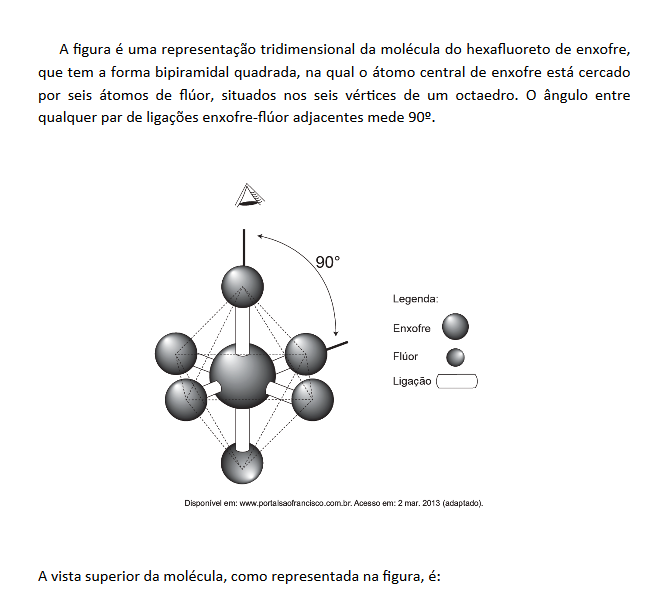 A figura é uma representação tridimensional da molécula do hexafluoreto de enxofre,
que tem a forma bipiramidal quadrada, na qual o átomo central de enxofre está cercado
por seis átomos de flúor, situados nos seis vértices de um octaedro. O ângulo entre
qualquer par de ligações enxofre-flúor adjacentes mede 90º.
90°
Legenda:
Enxofre
Flúor
Ligação
Disponível em: www.portalsaofrancisco.com.br. Acesso em: 2 mar. 2013 (adaptado).
A vista superior da molécula, como representada na figura, é: